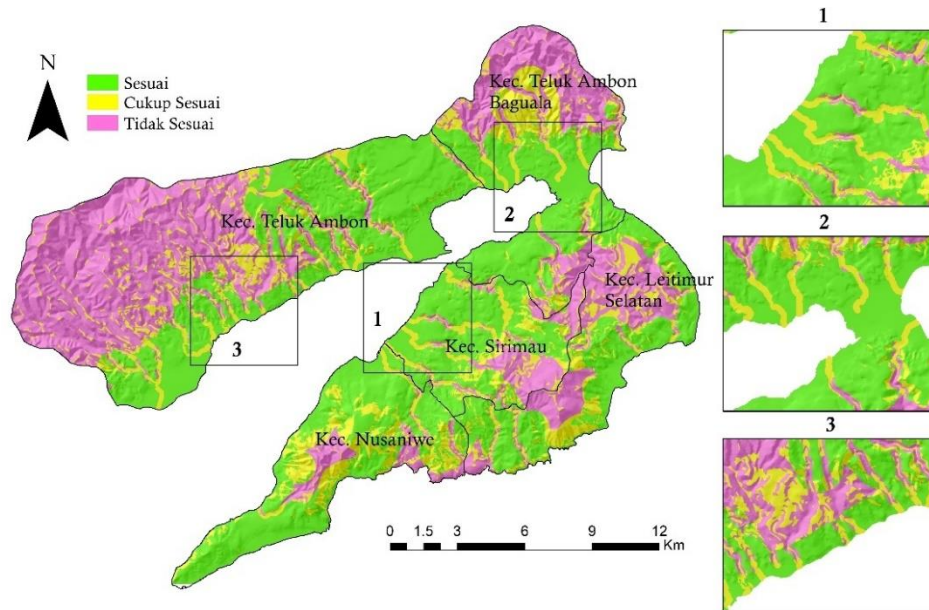 N
Sesuai
Cukup Sesuai
Tidak Sesuai
Kec. Teluk Ambon
Baguala
Kec. Teluk Ambon
2
Kec. Leitimur
Selatan
1
Kec. Sirimau
3
Kec. Nusaniwe
0 1.5 3 6 9 12
Km
1
2
3